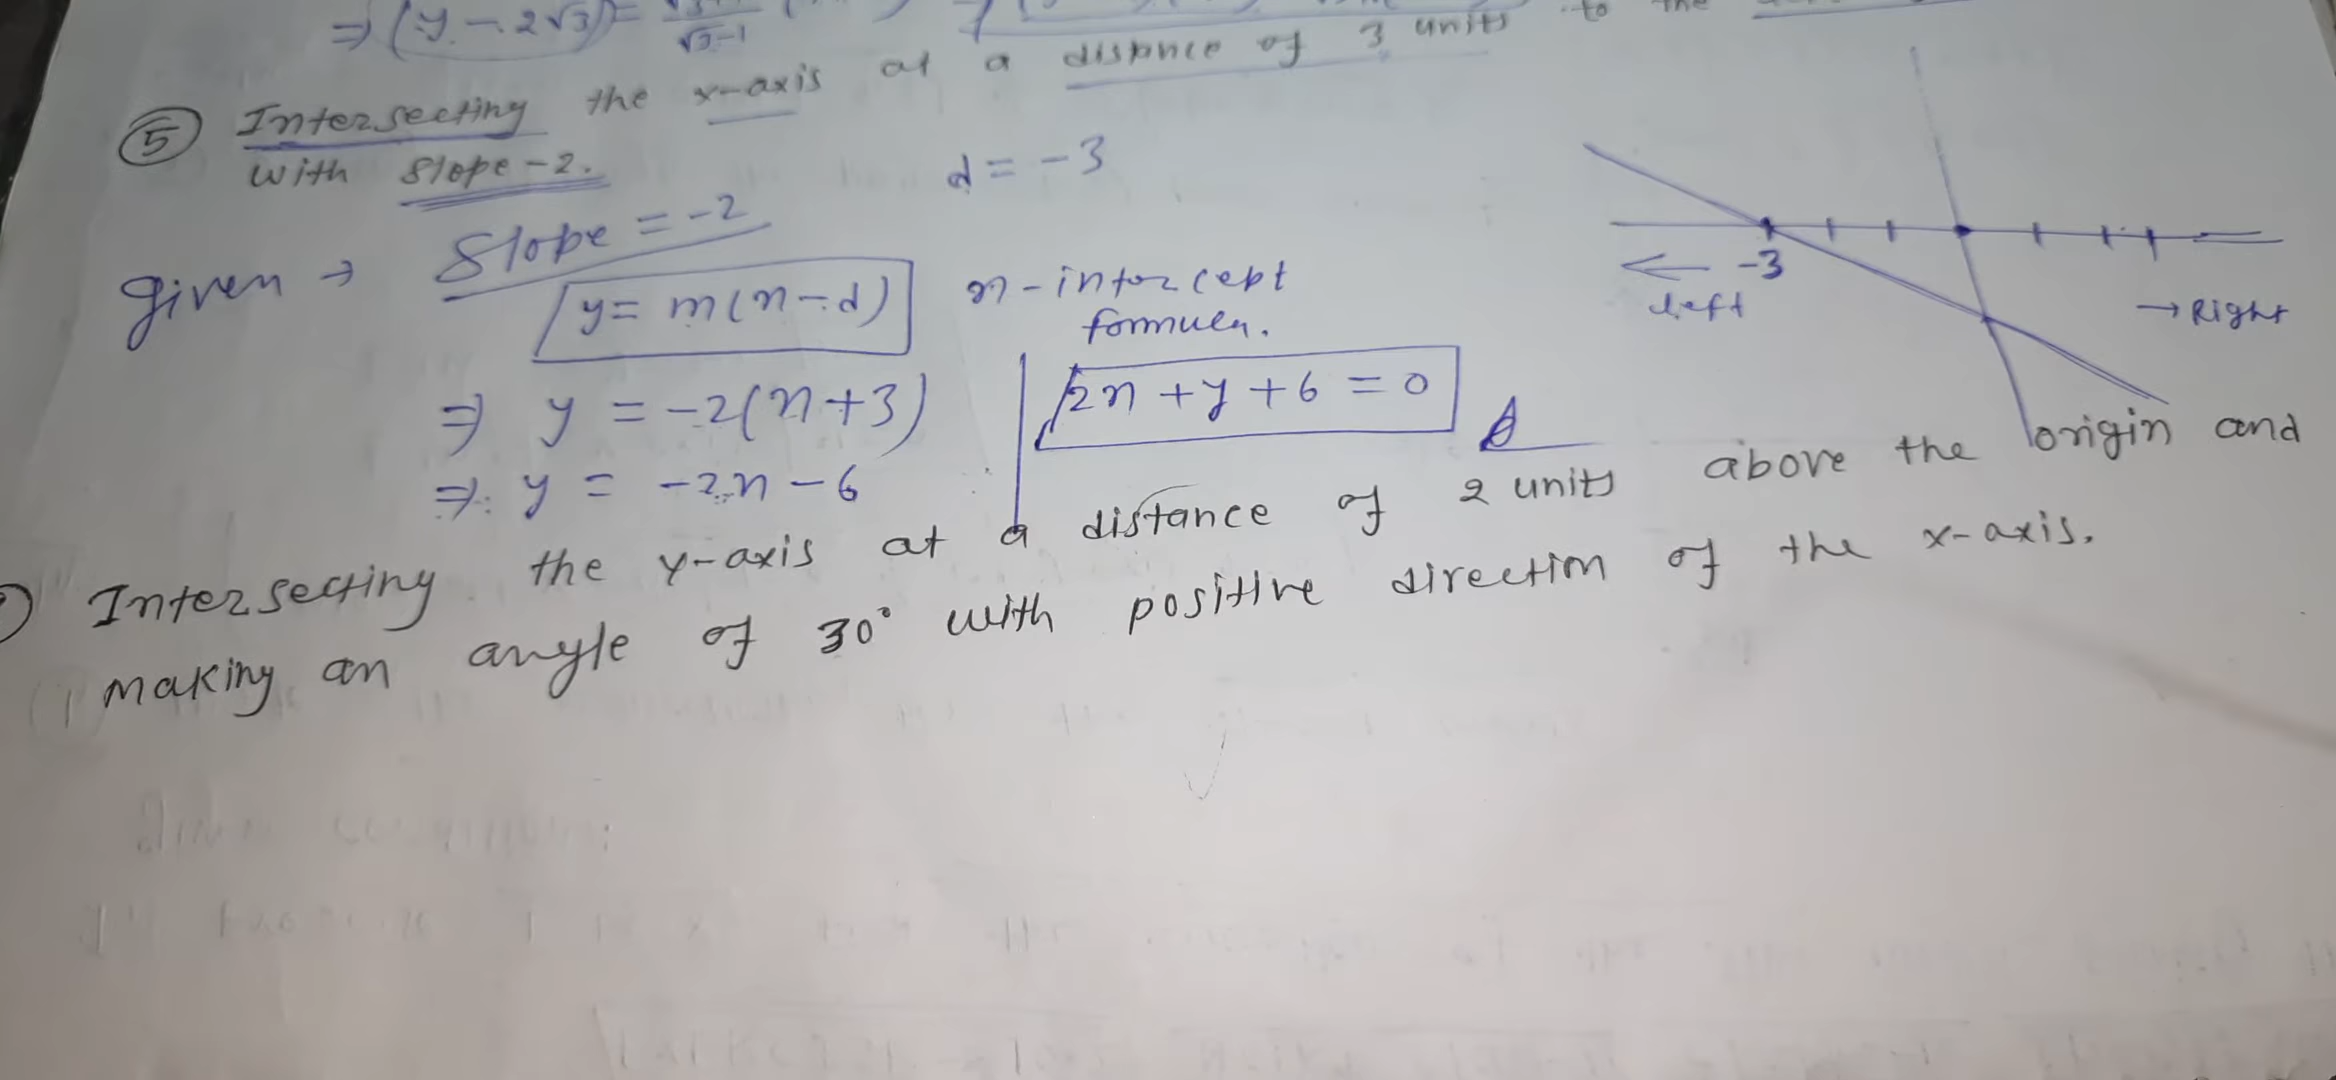 ⇒ (y - 2√3) = √3-1
⑤ Intersecting the x-axis at a distance of 3 units to the
with slope -2.
d = -3
given → Slope = -2
y = m(x-d) x-intercept
formula.
⇒ y = -2(x+3)
2x + y + 6 = 0
⇒ y = -2x - 6
-3
left
→ Right
Intersecting the y-axis at a distance of 2 units above the origin and
making an angle of 30° with positive direction of the x-axis.